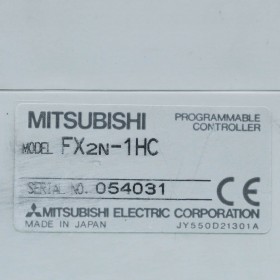 MITSUBISHI
PROGRAMMABLE
CONTROLLER
MODEL FX2N-1HC
SERIAL NO. 054031
CE
MITSUBISHI ELECTRIC CORPORATION
MADE IN JAPAN JY550D21301A